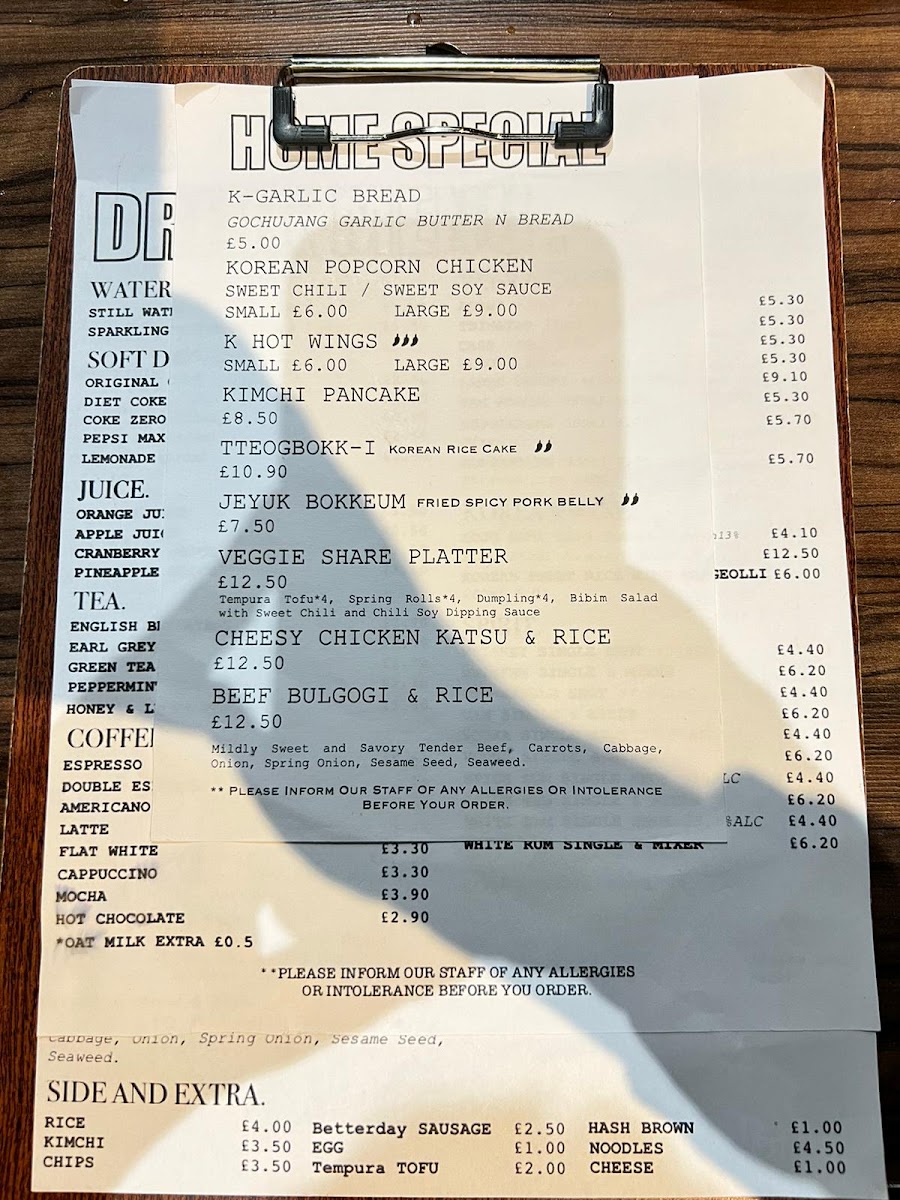 HOME SPECIAL
K-GARLIC BREAD
GOCHUJANG GARLIC BUTTER N BREAD
£5.00
KOREAN POPCORN CHICKEN
SWEET CHILI / SWEET SOY SAUCE
SMALL £6.00 LARGE £9.00
K HOT WINGS
SMALL £6.00 LARGE £9.00
KIMCHI PANCAKE
£8.50
TTEOGBOKK-I KOREAN RICE CAKE
£10.90
JEYUK BOKKEUM FRIED SPICY PORK BELLY
£7.50
VEGGIE SHARE PLATTER
£12.50
Tempura Tofu*4, Spring Rolls*4, Dumpling*4, Bibim Salad
with Sweet Chili and Chili Soy Dipping Sauce
CHEESY CHICKEN KATSU & RICE
£12.50
BEEF BULGOGI & RICE
£12.50
Mildly Sweet and Savory Tender Beef, Carrots, Cabbage,
Onion, Spring Onion, Sesame Seed, Seaweed.
** PLEASE INFORM OUR STAFF OF ANY ALLERGIES OR INTOLERANCE
BEFORE YOUR ORDER.
DR
WATER
STILL WAT
SPARKLING
SOFT D
ORIGINAL
DIET COKE
COKE ZERO
PEPSI MAX
LEMONADE
JUICE.
ORANGE JU
APPLE JUI
CRANBERRY
PINEAPPLE
TEA.
ENGLISH B
EARL GREY
GREEN TEA
PEPPERMIN
HONEY & L
COFFE
ESPRESSO
DOUBLE ES
AMERICANO
LATTE
FLAT WHITE £3.30
CAPPUCCINO £3.30
MOCHA £3.90
HOT CHOCOLATE £2.90
*OAT MILK EXTRA £0.5
£5.30
£5.30
£5.30
£5.30
£9.10
£5.30
£5.70
£5.70
13% £4.10
£12.50
GEOLLI £6.00
£4.40
£6.20
£4.40
£6.20
£4.40
£6.20
LC £4.40
£6.20
%ALC £4.40
WHITE RUM SINGLE & MIXER £6.20
**PLEASE INFORM OUR STAFF OF ANY ALLERGIES
OR INTOLERANCE BEFORE YOU ORDER.
Cabbage, Onion, Spring Onion, Sesame Seed,
Seaweed.
SIDE AND EXTRA.
RICE £4.00 Betterday SAUSAGE £2.50 HASH BROWN £1.00
KIMCHI £3.50 EGG £1.00 NOODLES £4.50
CHIPS £3.50 Tempura TOFU £2.00 CHEESE £1.00